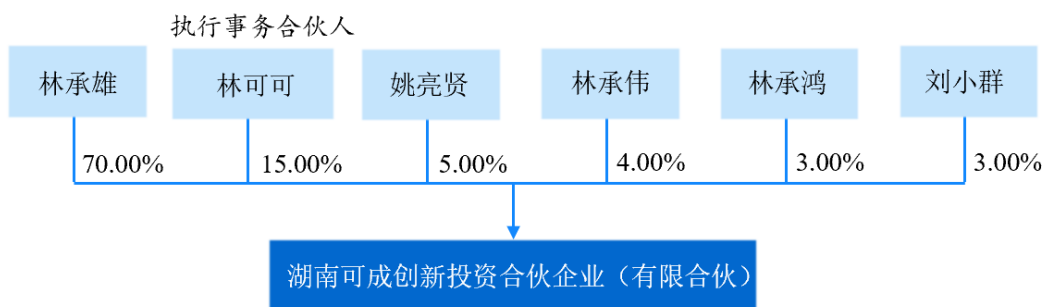 执行事务合伙人
林承雄
林可可
姚亮贤
林承伟
林承鸿
刘小群
70.00%
15.00%
5.00%
4.00%
3.00%
3.00%
湖南可成创新投资合伙企业（有限合伙）